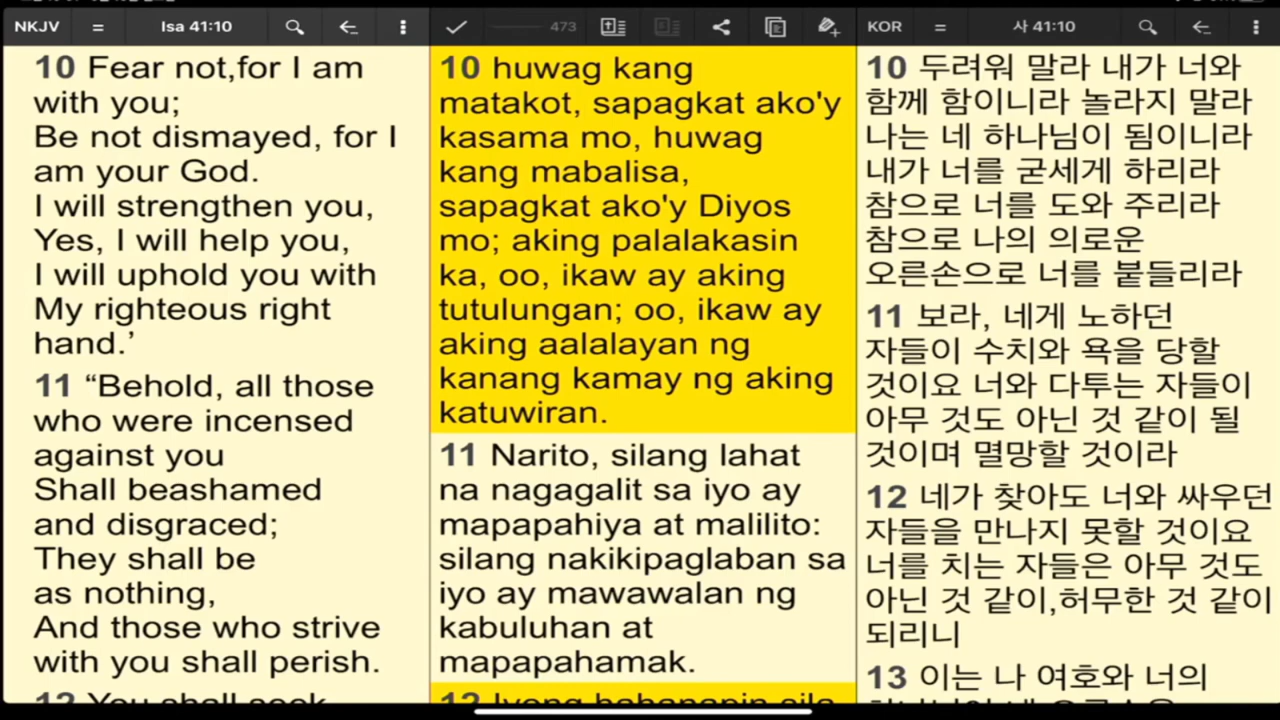 NKJV = Isa 41:10
473
KOR = 사 41:10
10 Fear not,for I am
with you;
Be not dismayed, for I
am your God.
I will strengthen you,
Yes, I will help you,
I will uphold you with
My righteous right
hand.’
11 “Behold, all those
who were incensed
against you
Shall beashamed
and disgraced;
They shall be
as nothing,
And those who strive
with you shall perish.
12 You shall seek
10 huwag kang
matakot, sapagkat ako'y
kasama mo, huwag
kang mabalisa,
sapagkat ako'y Diyos
mo; aking palalakasin
ka, oo, ikaw ay aking
tutulungan; oo, ikaw ay
aking aalalayan ng
kanang kamay ng aking
katuwiran.
11 Narito, silang lahat
na nagagalit sa iyo ay
mapapahiya at malilito:
silang nakikipaglaban sa
iyo ay mawawalan ng
kabuluhan at
mapapahamak.
12 Iyong hahanapin sila
10 두려워 말라 내가 너와
함께 함이니라 놀라지 말라
나는 네 하나님이 됨이니라
내가 너를 굳세게 하리라
참으로 너를 도와 주리라
참으로 나의 의로운
오른손으로 너를 붙들리라
11 보라, 네게 노하던
자들이 수치와 욕을 당할
것이요 너와 다투는 자들이
아무 것도 아닌 것 같이 될
것이며 멸망할 것이라
12 네가 찾아도 너와 싸우던
자들을 만나지 못할 것이요
너를 치는 자들은 아무 것도
아닌 것 같이,허무한 것 같이
되리니
13 이는 나 여호와 너의